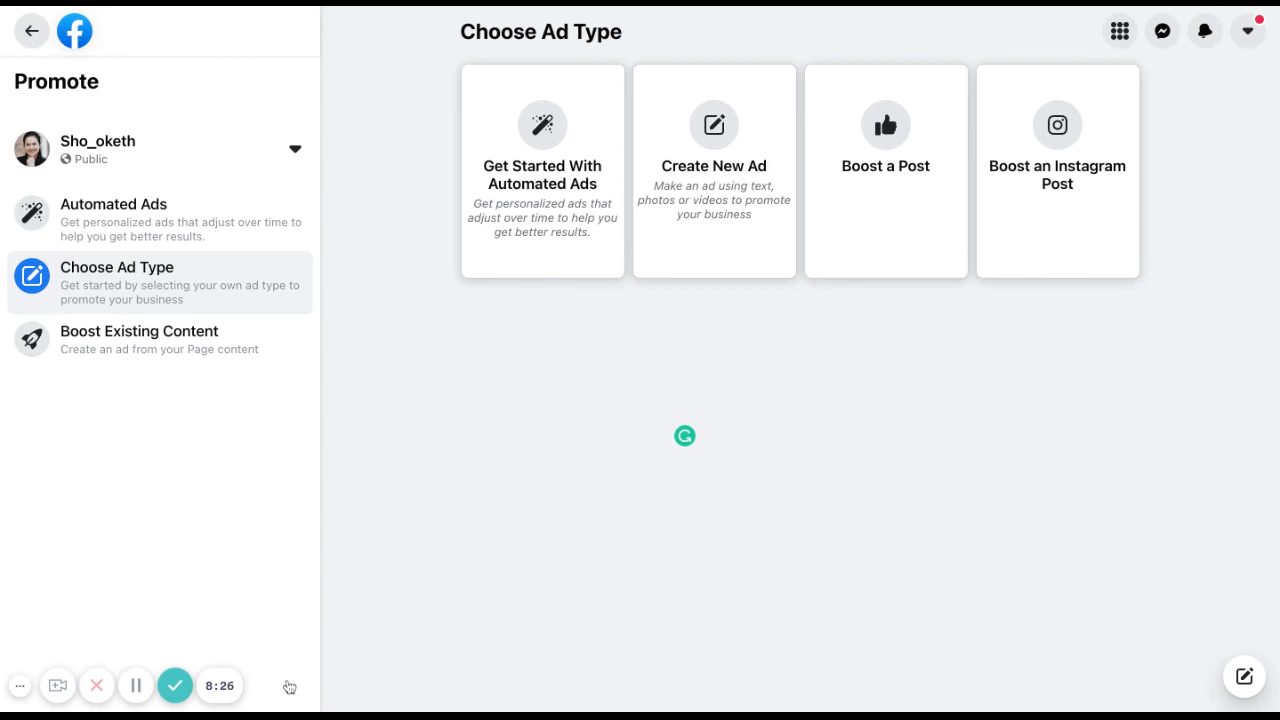 Promote
Sho_oketh
Public
Automated Ads
Get personalized ads that adjust over time to
help you get better results.
Choose Ad Type
Get started by selecting your own ad type to
promote your business
Boost Existing Content
Create an ad from your Page content
8:26
Choose Ad Type
Get Started With
Automated Ads
Get personalized ads that
adjust over time to help you
get better results.
Create New Ad
Make an ad using text,
photos or videos to promote
your business
Boost a Post
Boost an Instagram
Post